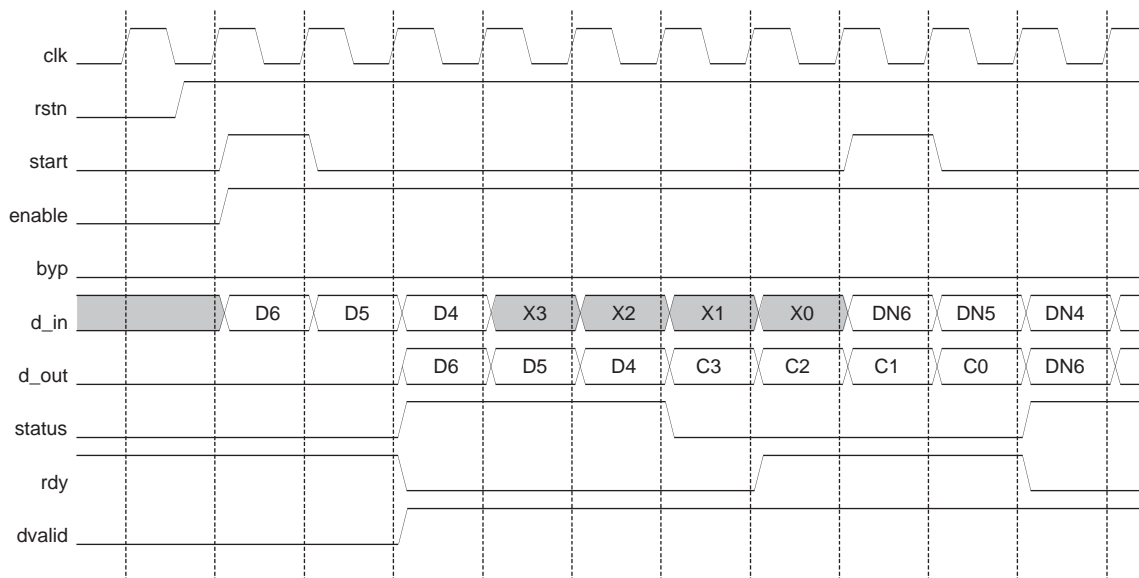 clk
rstn
start
enable
byp
d_in D6 D5 D4 X3 X2 X1 X0 DN6 DN5 DN4
d_out D6 D5 D4 C3 C2 C1 C0 DN6
status
rdy
dvalid